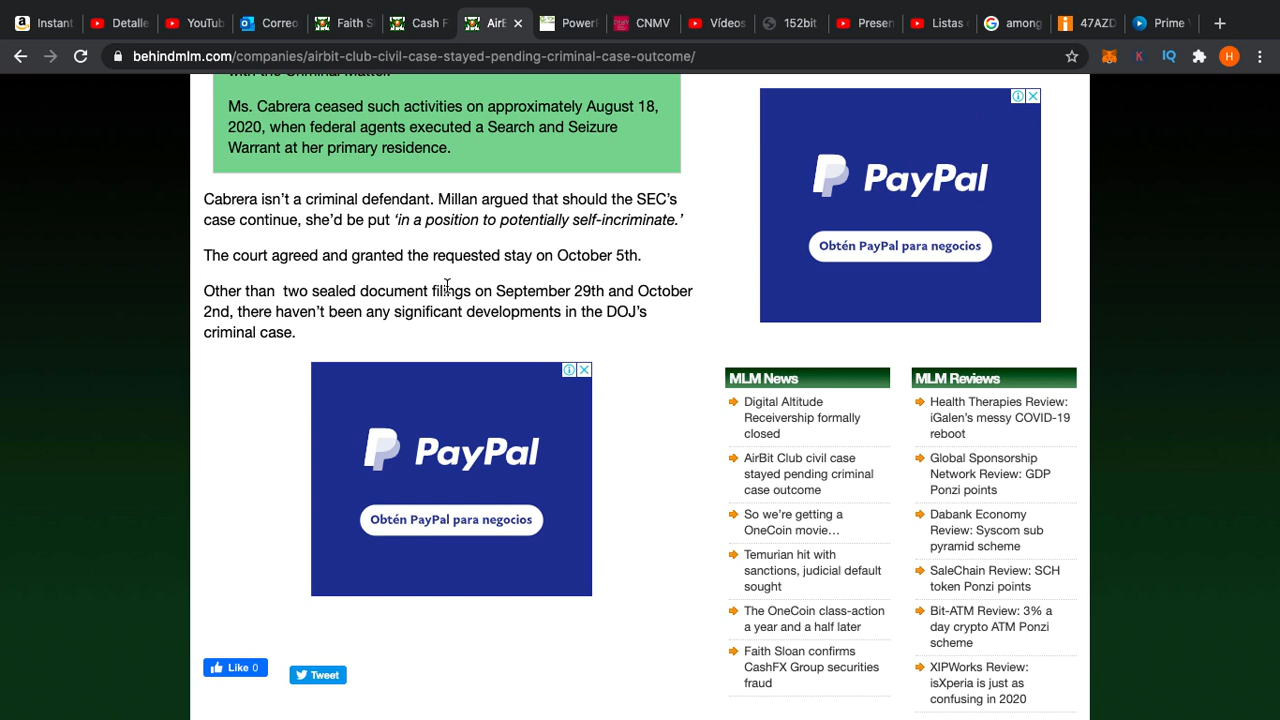 Instant
Detalle
YouTub
Correo
Faith S
Cash F
AirB
PowerF
CNMV
Vídeos
152bit
Presen
Listas d
among
47AZD
Prime V
behindmlm.com/companies/airbit-club-civil-case-stayed-pending-criminal-case-outcome/
K
IQ
H
with the Criminal Matter.
Ms. Cabrera ceased such activities on approximately August 18,
2020, when federal agents executed a Search and Seizure
Warrant at her primary residence.
Cabrera isn’t a criminal defendant. Millan argued that should the SEC’s
case continue, she’d be put ‘in a position to potentially self-incriminate.’
The court agreed and granted the requested stay on October 5th.
Other than two sealed document filings on September 29th and October
2nd, there haven’t been any significant developments in the DOJ’s
criminal case.
PayPal
Obtén PayPal para negocios
Like 0
Tweet
PayPal
Obtén PayPal para negocios
MLM News
Digital Altitude
Receivership formally
closed
AirBit Club civil case
stayed pending criminal
case outcome
So we’re getting a
OneCoin movie…
Temurian hit with
sanctions, judicial default
sought
The OneCoin class-action
a year and a half later
Faith Sloan confirms
CashFX Group securities
fraud
MLM Reviews
Health Therapies Review:
iGalen’s messy COVID-19
reboot
Global Sponsorship
Network Review: GDP
Ponzi points
Dabank Economy
Review: Syscom sub
pyramid scheme
SaleChain Review: SCH
token Ponzi points
Bit-ATM Review: 3% a
day crypto ATM Ponzi
scheme
XIPWorks Review:
isXperia is just as
confusing in 2020